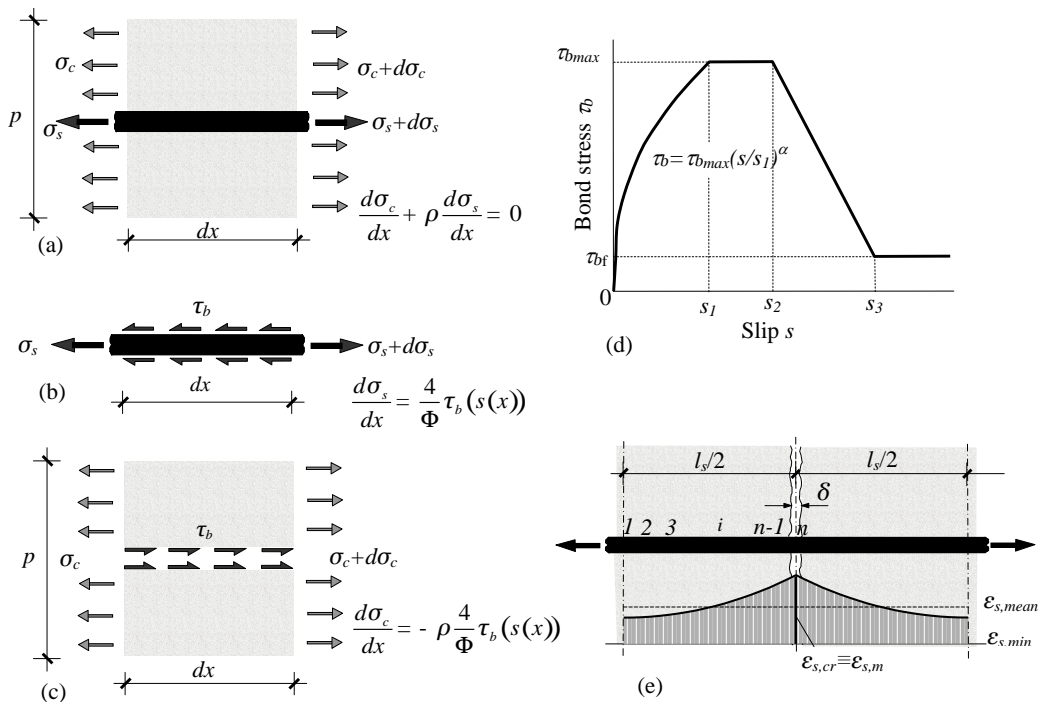 (a)
p
σc
σs
σc+dσc
σs+dσs
dσc/dx + ρ dσs/dx = 0
dx
(b)
τb
σs
σs+dσs
dx
dσs/dx = 4/Φ τb(s(x))
(c)
p
σc
τb
σc+dσc
dσc/dx = - ρ 4/Φ τb(s(x))
dx
τbmax
Bond stress τb
τb=τbmax(s/s1)α
τbf
0
s1
s2
s3
Slip s
(d)
ls/2
ls/2
δ
1 2 3 i n-1 n
εs,mean
εs,min
εs,cr≡εs,m
(e)